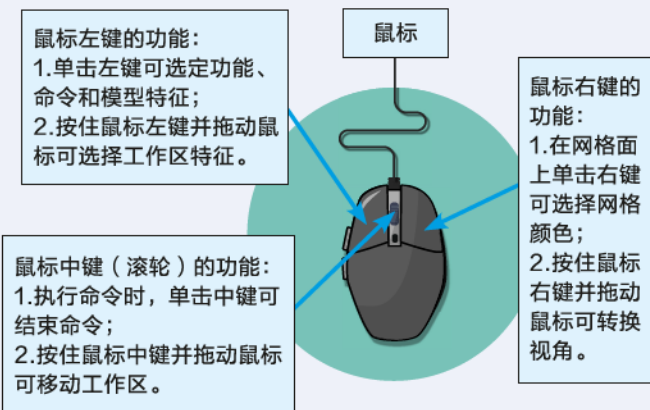 鼠标
鼠标左键的功能：
1.单击左键可选定功能、
命令和模型特征；
2.按住鼠标左键并拖动鼠
标可选择工作区特征。
鼠标右键的
功能：
1.在网格面
上单击右键
可选择网格
颜色；
2.按住鼠标
右键并拖动
鼠标可转换
视角。
鼠标中键（滚轮）的功能：
1.执行命令时，单击中键可
结束命令；
2.按住鼠标中键并拖动鼠标
可移动工作区。